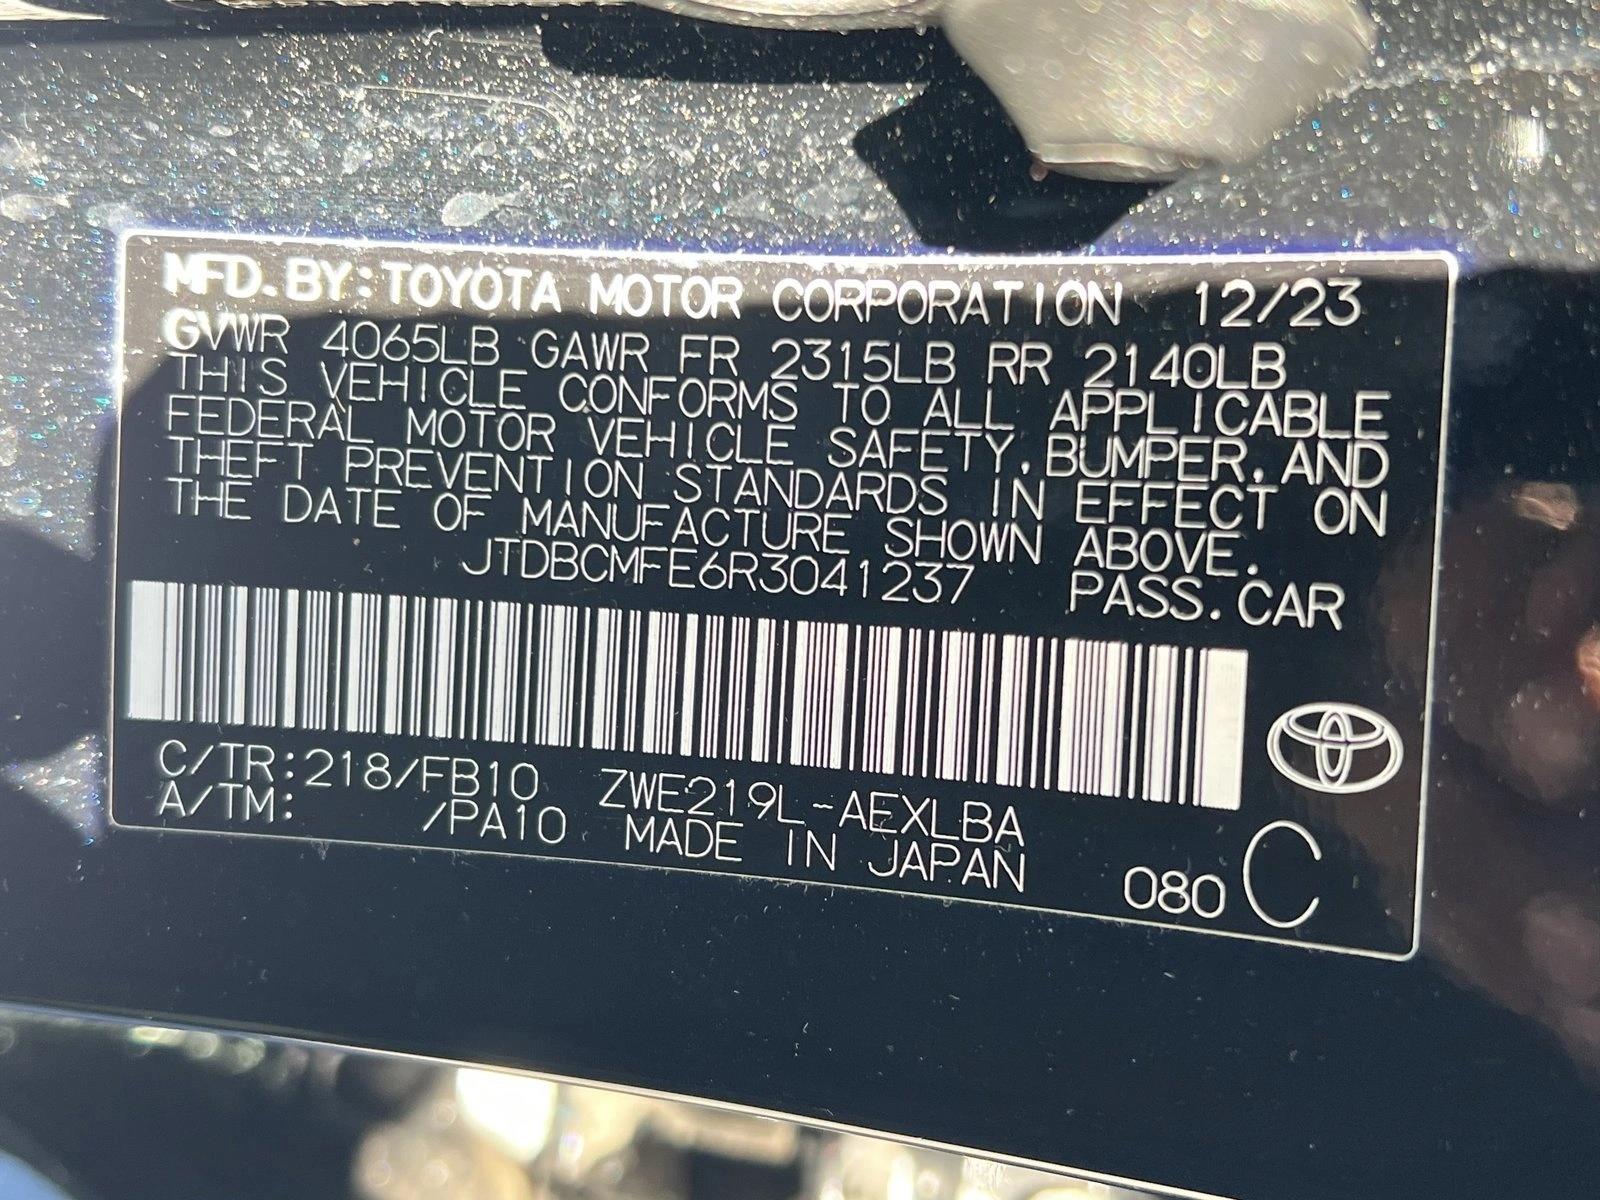 MFD. BY: TOYOTA MOTOR CORPORATION 12/23
GVWR 4065LB GAWR FR 2315LB RR 2140LB
THIS VEHICLE CONFORMS TO ALL APPLICABLE
FEDERAL MOTOR VEHICLE SAFETY, BUMPER, AND
THEFT PREVENTION STANDARDS IN EFFECT ON
THE DATE OF MANUFACTURE SHOWN ABOVE.
JTDBCMFE6R3041237 PASS. CAR
C/TR:218/FB10 ZWE219L-AEXLBA
A/TM: /PA10 MADE IN JAPAN 080 C